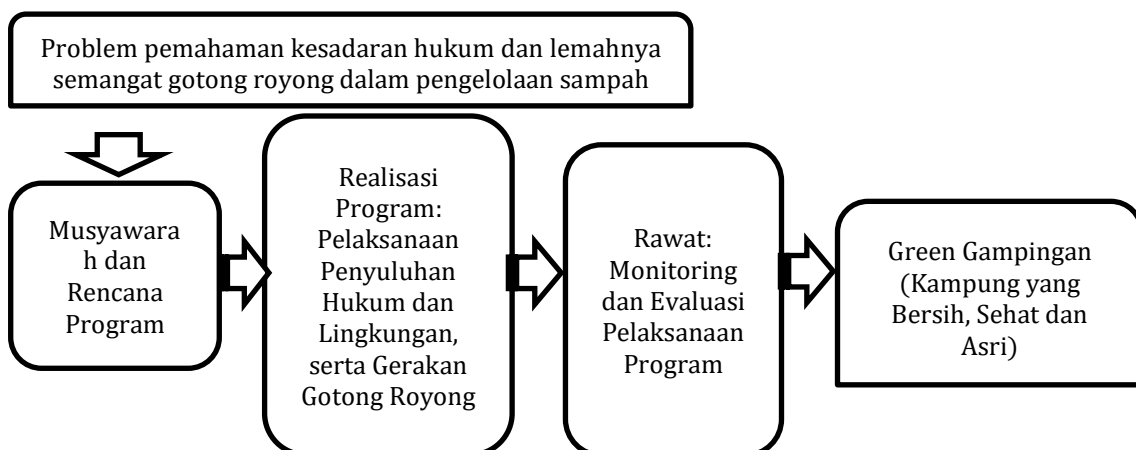 Problem pemahaman kesadaran hukum dan lemahnya
semangat gotong royong dalam pengelolaan sampah
Musyawara
h dan
Rencana
Program
Realisasi
Program:
Pelaksanaan
Penyuluhan
Hukum dan
Lingkungan,
serta Gerakan
Gotong Royong
Rawat:
Monitoring
dan Evaluasi
Pelaksanaan
Program
Green Gampingan
(Kampung yang
Bersih, Sehat dan
Asri)